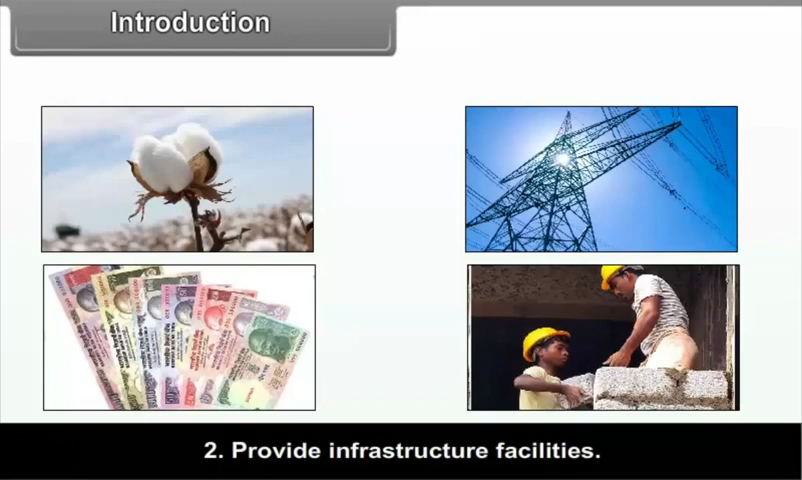 Introduction
2. Provide infrastructure facilities.